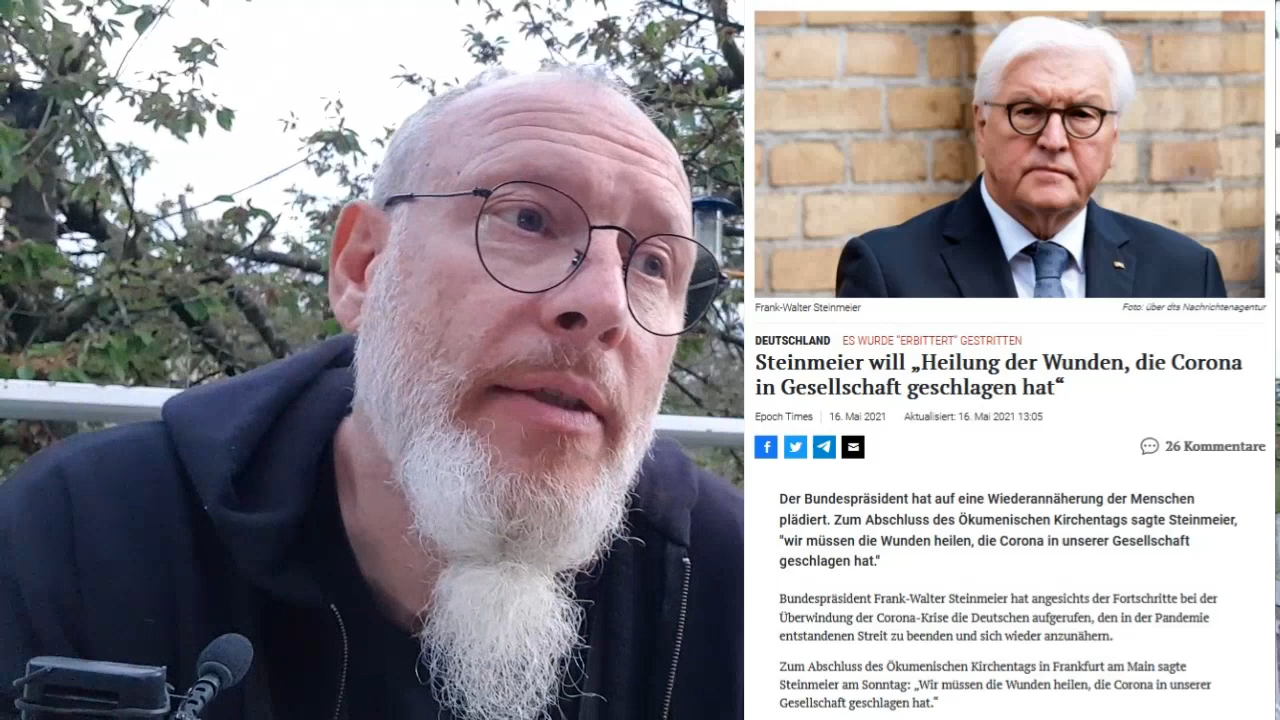 Frank-Walter Steinmeier
Foto: über dts Nachrichtenagentur
DEUTSCHLAND ES WURDE "ERBITTERT" GESTRITTEN
Steinmeier will „Heilung der Wunden, die Corona
in Gesellschaft geschlagen hat“
Epoch Times 16. Mai 2021 Aktualisiert: 16. Mai 2021 13:05
26 Kommentare
Der Bundespräsident hat auf eine Wiederannäherung der Menschen
plädiert. Zum Abschluss des Ökumenischen Kirchentags sagte Steinmeier,
"wir müssen die Wunden heilen, die Corona in unserer Gesellschaft
geschlagen hat."
Bundespräsident Frank-Walter Steinmeier hat angesichts der Fortschritte bei der
Überwindung der Corona-Krise die Deutschen aufgerufen, den in der Pandemie
entstandenen Streit zu beenden und sich wieder anzunähern.
Zum Abschluss des Ökumenischen Kirchentags in Frankfurt am Main sagte
Steinmeier am Sonntag: „Wir müssen die Wunden heilen, die Corona in unserer
Gesellschaft geschlagen hat.“